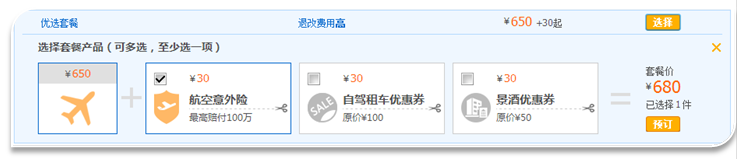 优选套餐 退改费用高 ¥650 +30起 选择
选择套餐产品（可多选，至少选一项）
¥650
¥30
航空意外险
最高赔付100万
¥30
SALE
自驾租车优惠券
原价¥100
¥30
景酒优惠券
原价¥50
套餐价
¥680
已选择 1 件
预订